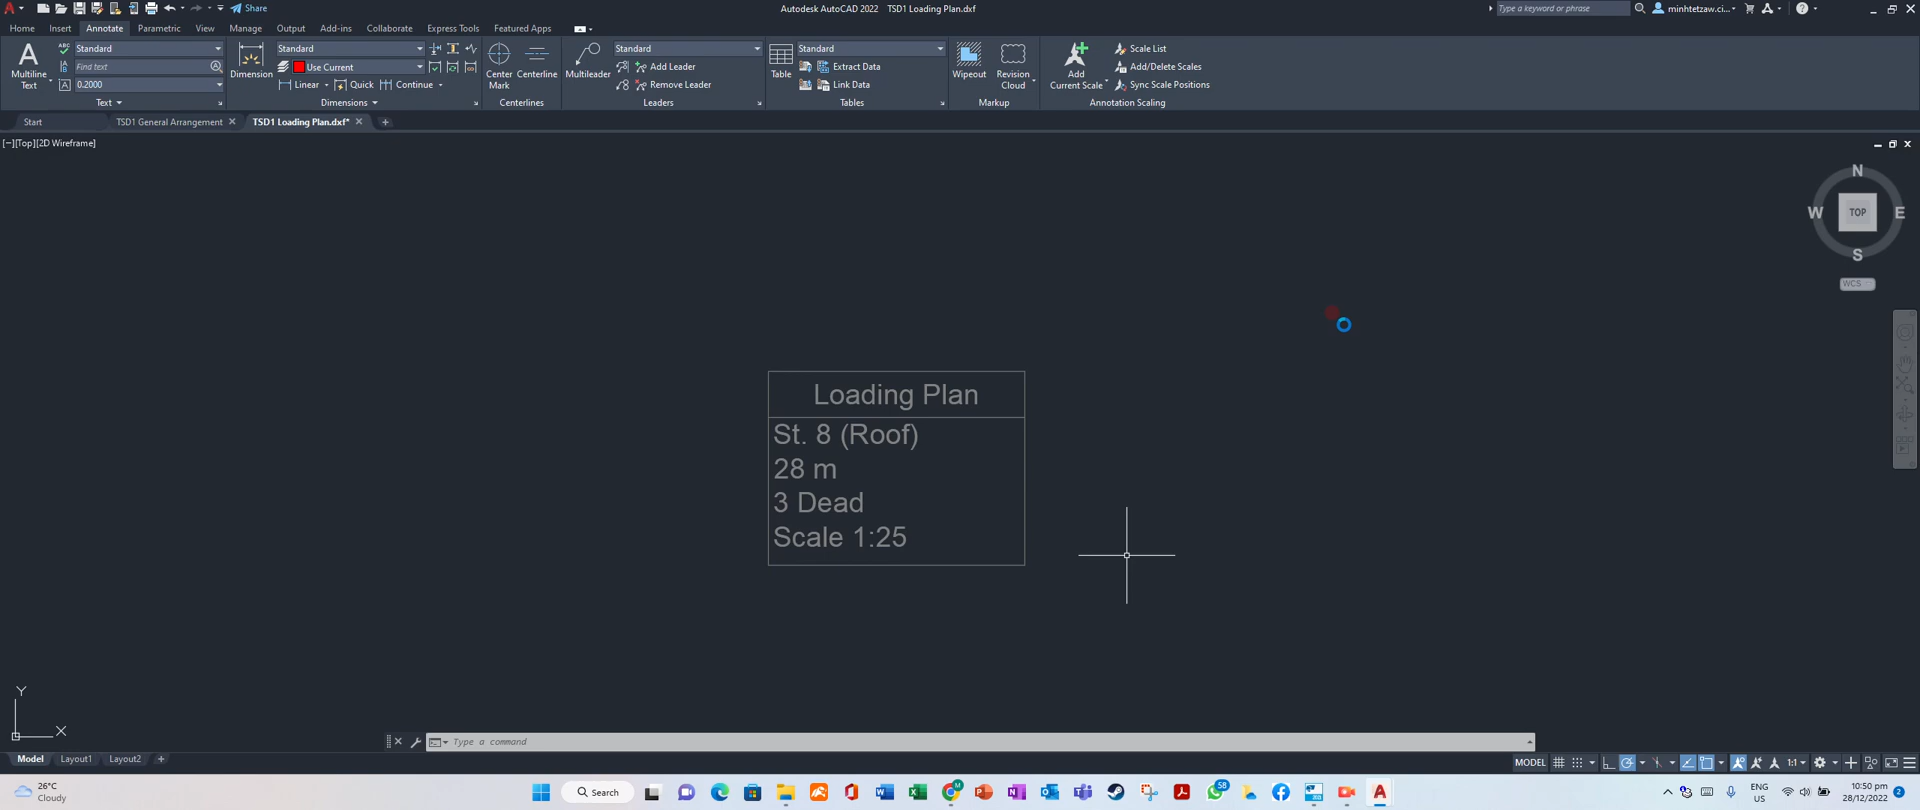 Autodesk AutoCAD 2022 TSD1 Loading Plan.dxf
Share
Type a keyword or phrase
minhtetzaw.ci...
Home Insert Annotate Parametric View Manage Output Add-ins Collaborate Express Tools Featured Apps
Multiline Text
Standard
Find text
0.2000
Text
Dimension
Standard
Use Current
Linear Quick Continue
Dimensions
Center Mark
Centerline
Centerlines
Multileader
Standard
Add Leader
Remove Leader
Leaders
Table
Standard
Extract Data
Link Data
Tables
Wipeout
Revision Cloud
Markup
Add Current Scale
Scale List
Add/Delete Scales
Sync Scale Positions
Annotation Scaling
Start TSD1 General Arrangement TSD1 Loading Plan.dxf*
[−][Top][2D Wireframe]
N
W TOP E
S
WCS
Loading Plan
St. 8 (Roof)
28 m
3 Dead
Scale 1:25
Y
X
Type a command
Model Layout1 Layout2
MODEL
1:1
26°C
Cloudy
Search
58
ENG
US
10:50 pm
28/12/2022
2